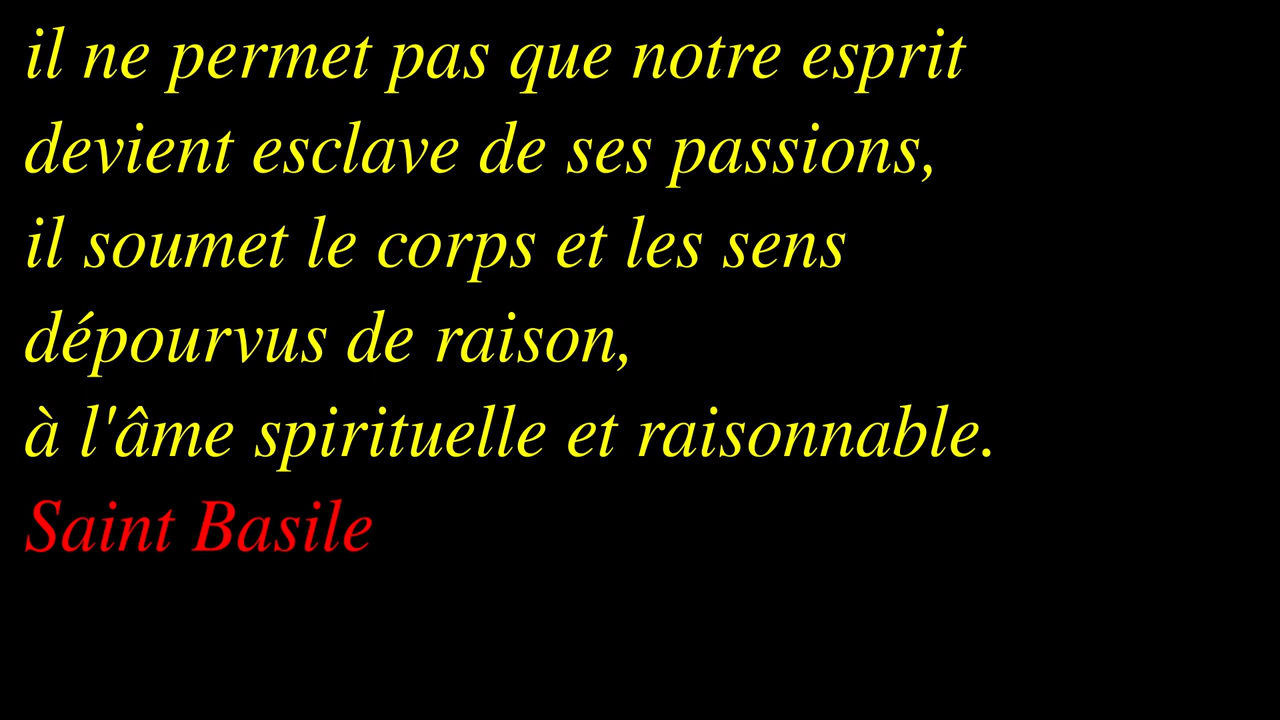 il ne permet pas que notre esprit
devient esclave de ses passions,
il soumet le corps et les sens
dépourvus de raison,
à l'âme spirituelle et raisonnable.
Saint Basile